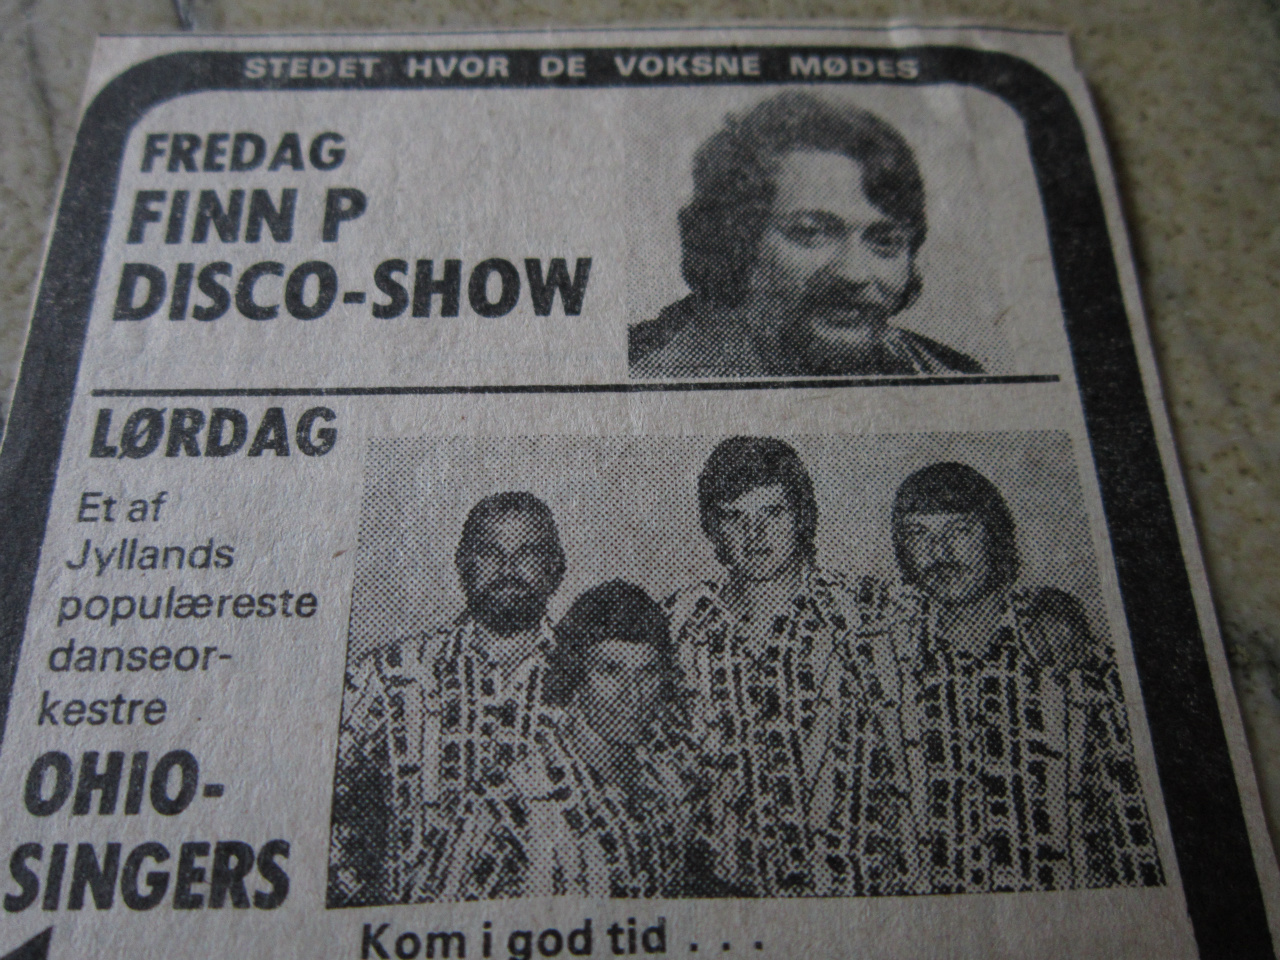 STEDET HVOR DE VOKSNE MØDES
FREDAG
FINN P
DISCO-SHOW
LØRDAG
Et af
Jyllands
populæreste
danseor-
kestre
OHIO-
SINGERS
Kom i god tid . . .